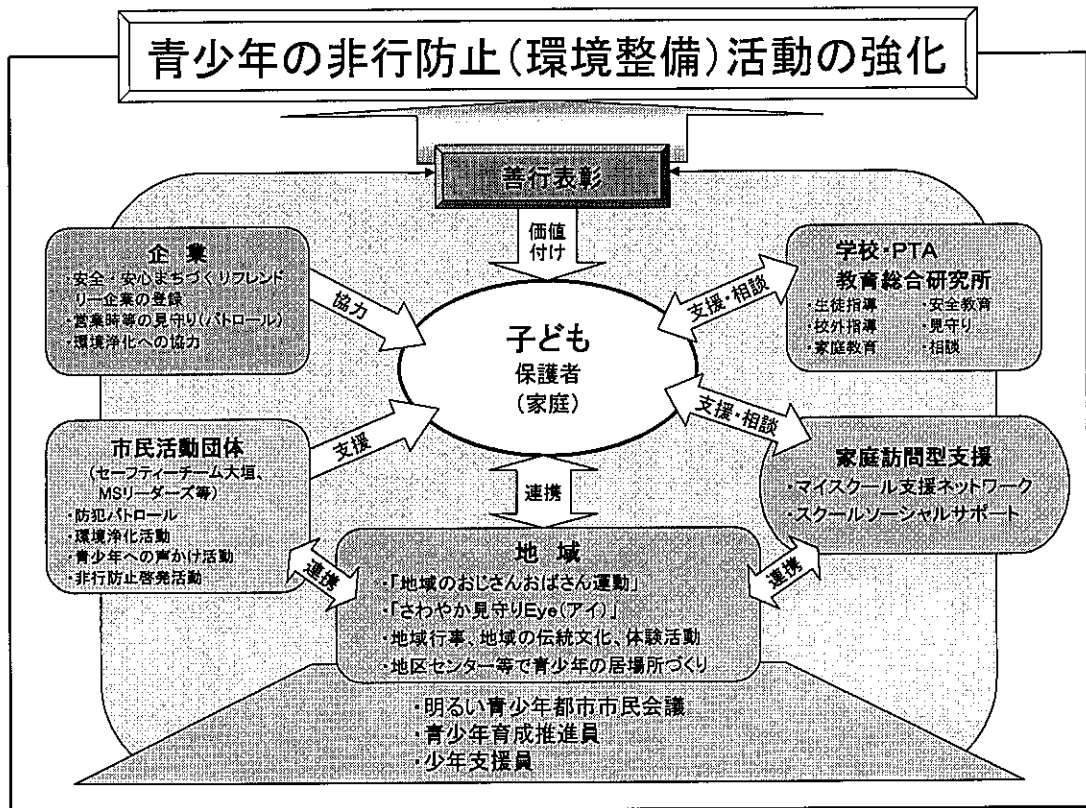 青少年の非行防止(環境整備)活動の強化
善行表彰
価値
付け
企 業
・安全・安心まちづくりフレンド
リー企業の登録
・営業時等の見守り(パトロール)
・環境浄化への協力
協力
学校・PTA
教育総合研究所
・生徒指導 ・安全教育
・校外指導 ・見守り
・家庭教育 ・相談
支援・相談
子ども
保護者
(家庭)
市民活動団体
(セーフティーチーム大垣、
MSリーダーズ等)
・防犯パトロール
・環境浄化活動
・青少年への声かけ活動
・非行防止啓発活動
支援
支援・相談
家庭訪問型支援
・マイスクール支援ネットワーク
・スクールソーシャルサポート
連携
連携
連携
地 域
・「地域のおじさんおばさん運動」
・「さわやか見守りEye(アイ)」
・地域行事、地域の伝統文化、体験活動
・地区センター等で青少年の居場所づくり
・明るい青少年都市市民会議
・青少年育成推進員
・少年支援員